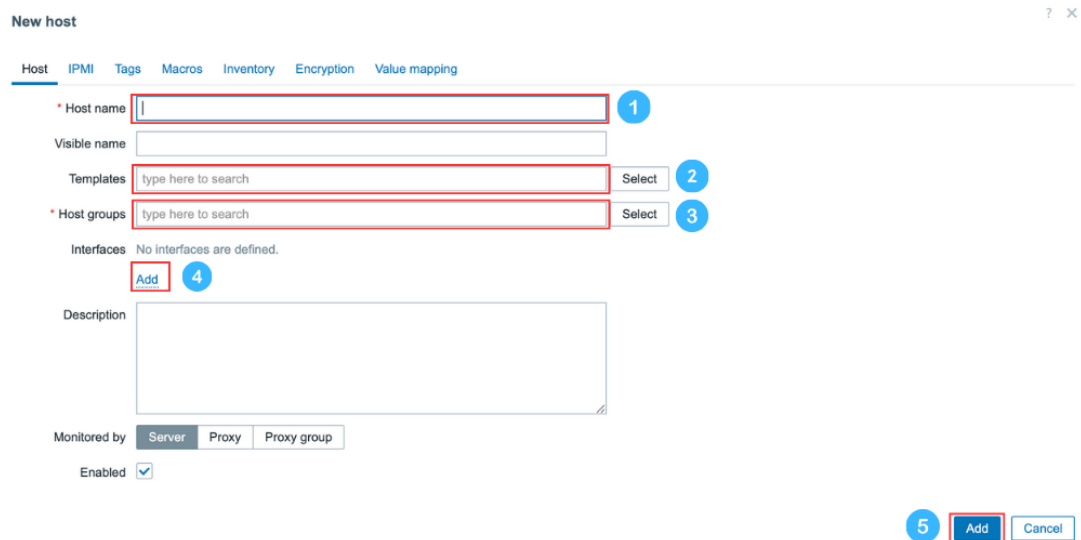 New host
? ×
Host IPMI Tags Macros Inventory Encryption Value mapping
* Host name 1
Visible name
Templates type here to search Select 2
* Host groups type here to search Select 3
Interfaces No interfaces are defined.
Add 4
Description
Monitored by Server Proxy Proxy group
Enabled
5 Add Cancel